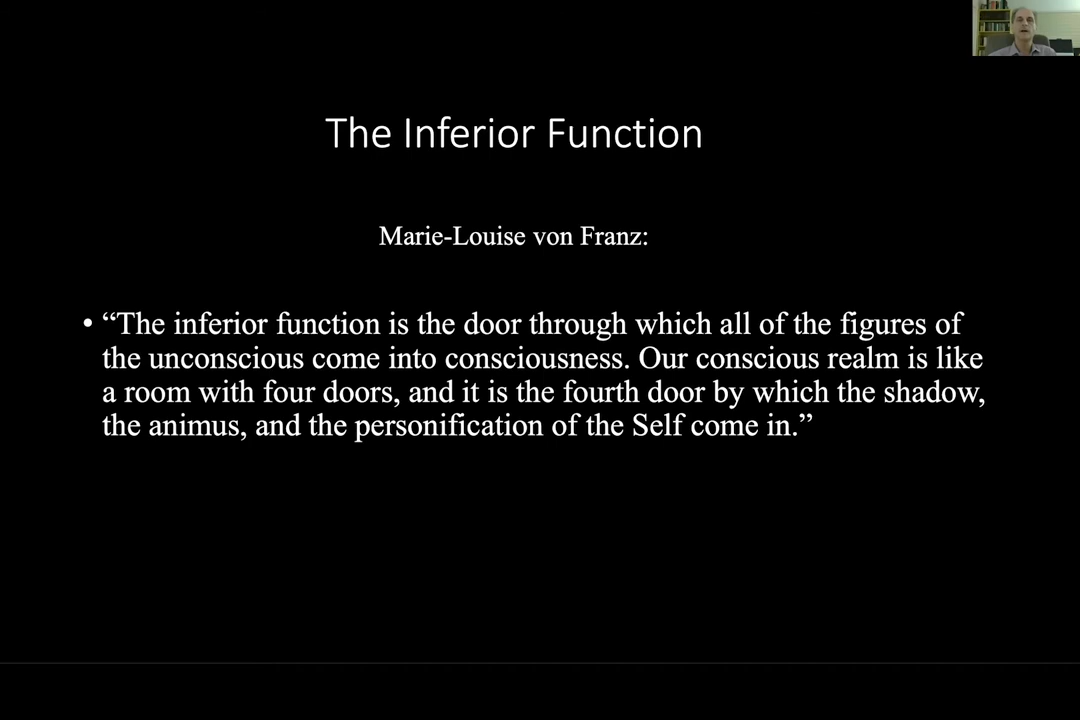 The Inferior Function
Marie-Louise von Franz:
• “The inferior function is the door through which all of the figures of
the unconscious come into consciousness. Our conscious realm is like
a room with four doors, and it is the fourth door by which the shadow,
the animus, and the personification of the Self come in.”